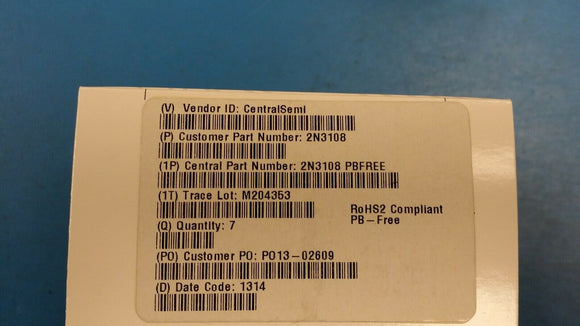 (V) Vendor ID: CentralSemi
(P) Customer Part Number: 2N3108
(1P) Central Part Number: 2N3108 PBFREE
(1T) Trace Lot: M204353
RoHS2 Compliant
PB-Free
(Q) Quantity: 7
(PO) Customer PO: PO13-02609
(D) Date Code: 1314